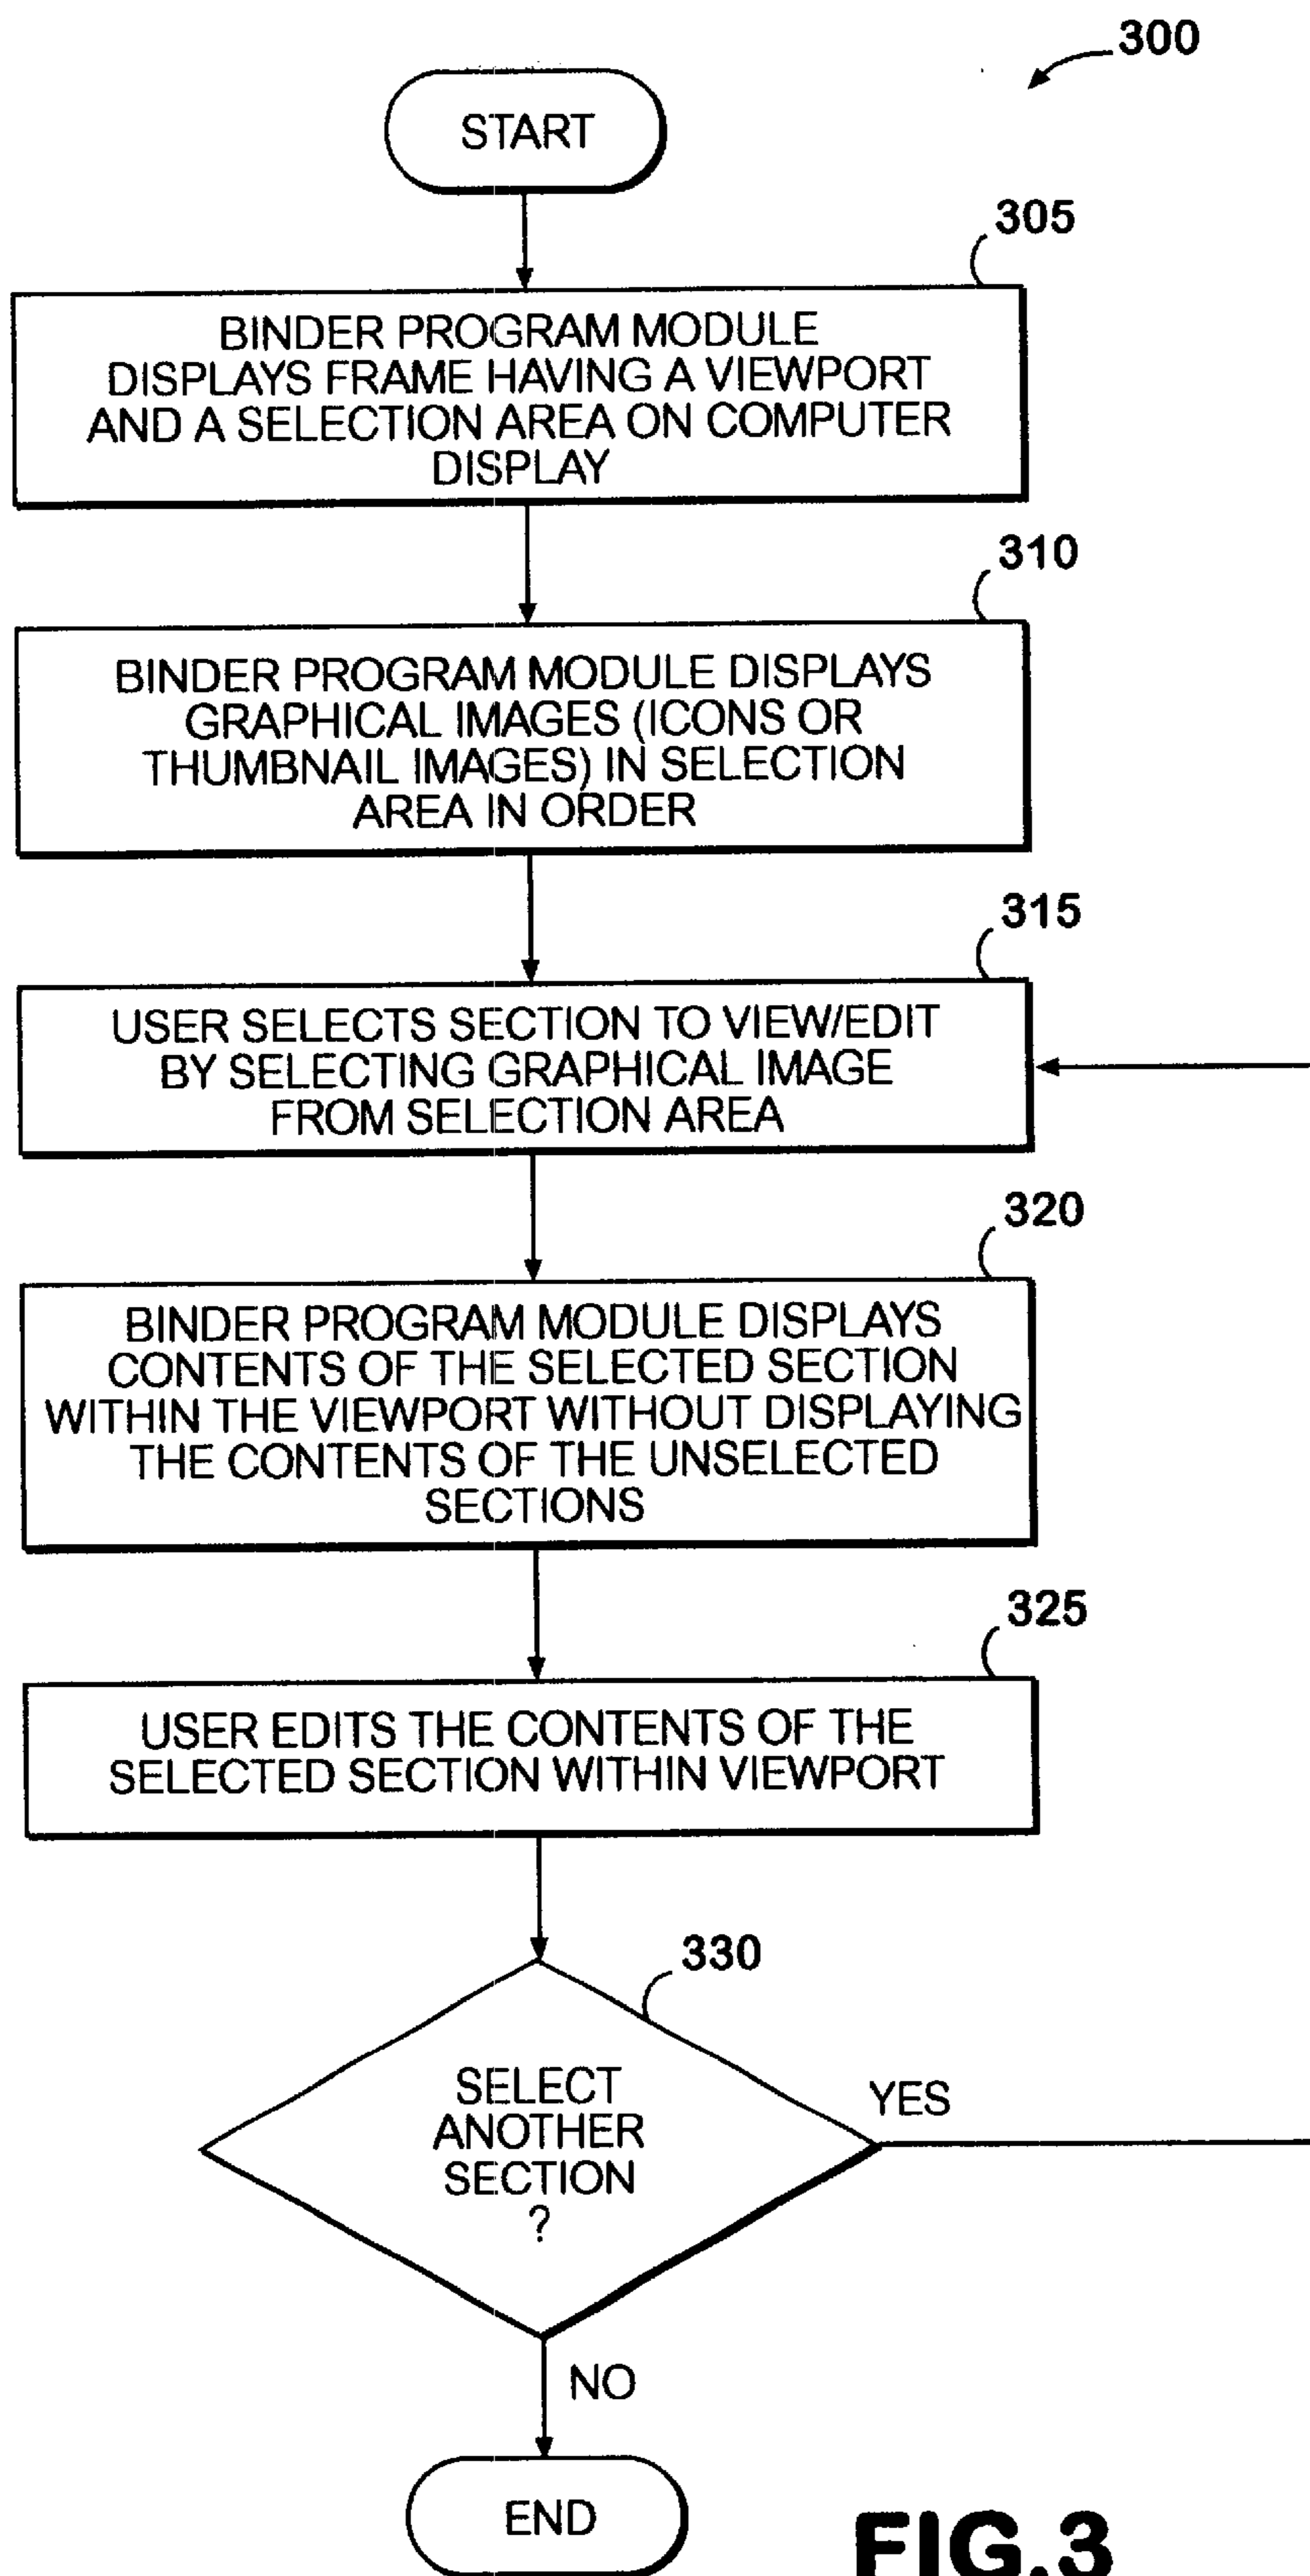 300
START
305
BINDER PROGRAM MODULE
DISPLAYS FRAME HAVING A VIEWPORT
AND A SELECTION AREA ON COMPUTER
DISPLAY
310
BINDER PROGRAM MODULE DISPLAYS
GRAPHICAL IMAGES (ICONS OR
THUMBNAIL IMAGES) IN SELECTION
AREA IN ORDER
315
USER SELECTS SECTION TO VIEW/EDIT
BY SELECTING GRAPHICAL IMAGE
FROM SELECTION AREA
320
BINDER PROGRAM MODULE DISPLAYS
CONTENTS OF THE SELECTED SECTION
WITHIN THE VIEWPORT WITHOUT DISPLAYING
THE CONTENTS OF THE UNSELECTED
SECTIONS
325
USER EDITS THE CONTENTS OF THE
SELECTED SECTION WITHIN VIEWPORT
330
SELECT
ANOTHER
SECTION
?
YES
NO
END
FIG.3